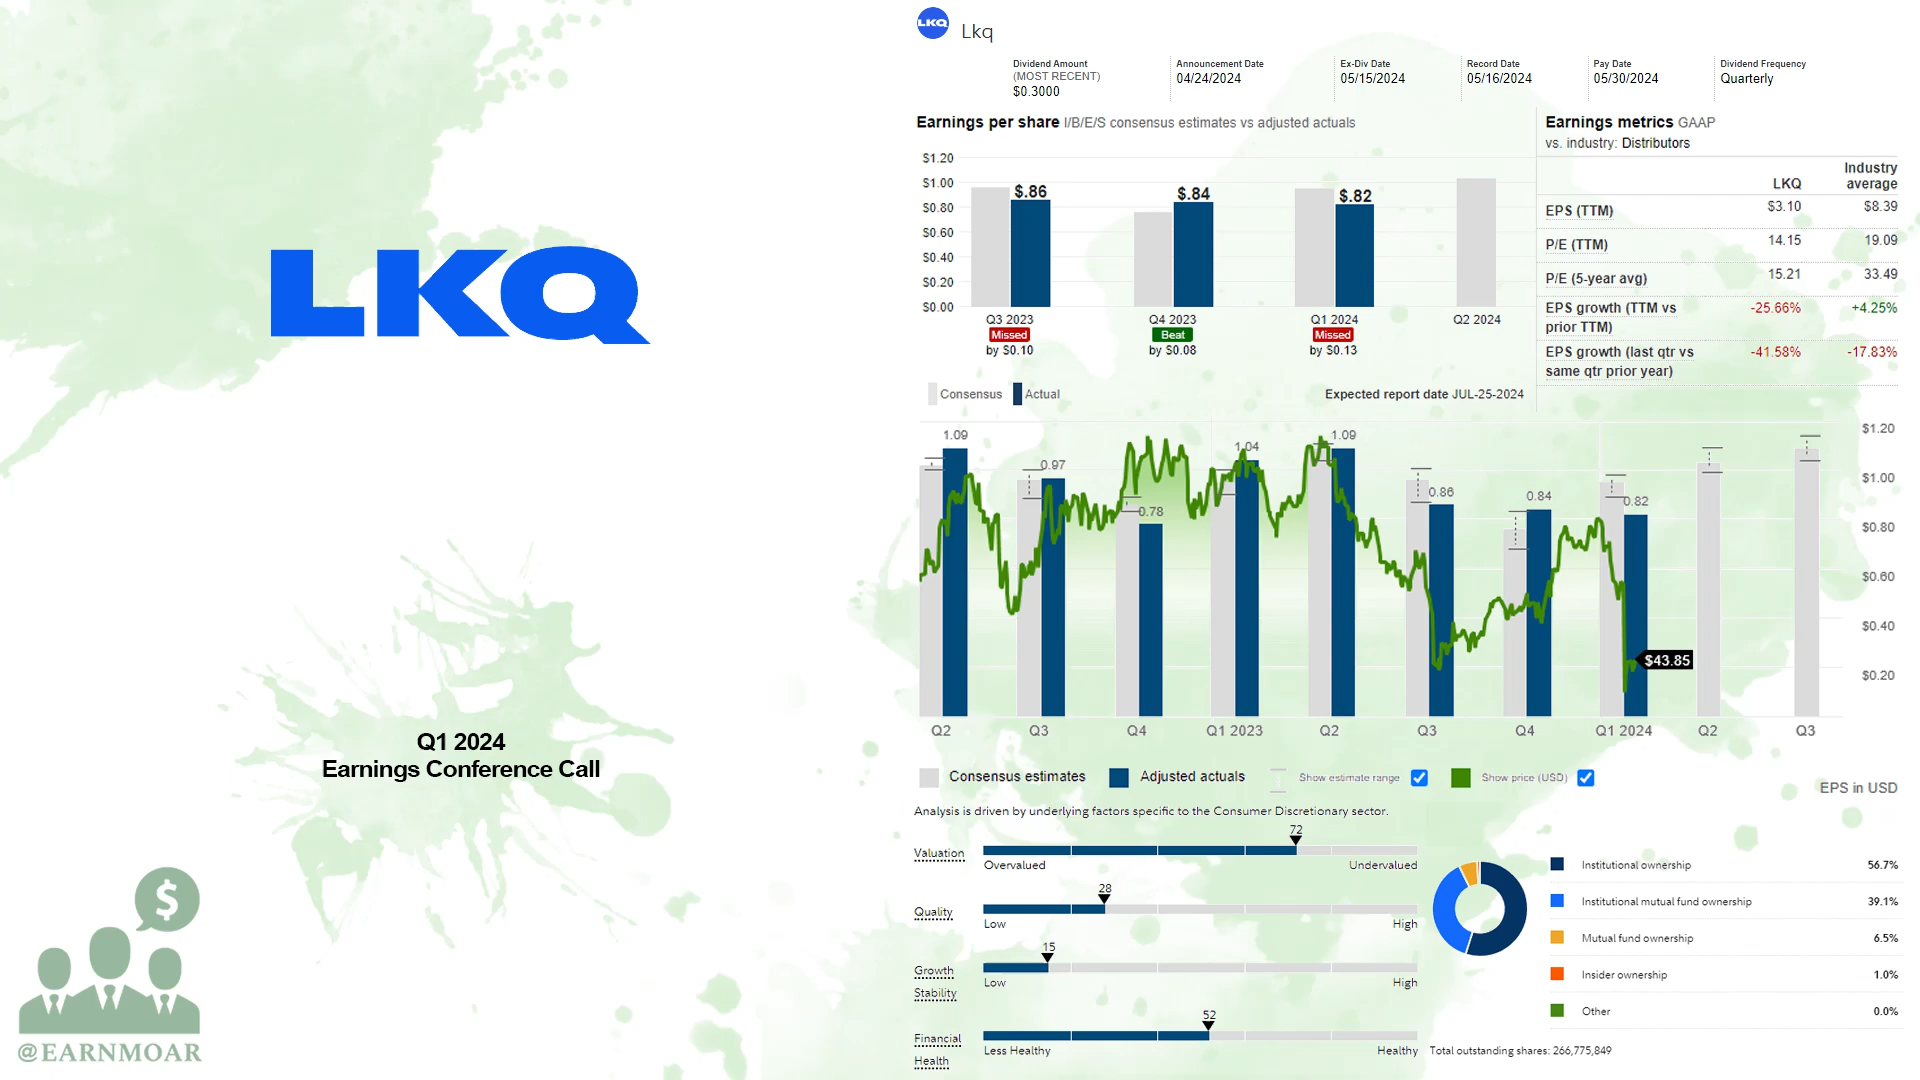 LKQ
Lkq
Dividend Amount
(MOST RECENT)
$0.3000
Announcement Date
04/24/2024
Ex-Div Date
05/15/2024
Record Date
05/16/2024
Pay Date
05/30/2024
Dividend Frequency
Quarterly
Earnings per share I/B/E/S consensus estimates vs adjusted actuals
$1.20
$1.00
$0.80
$0.60
$0.40
$0.20
$0.00
$.86
$.84
$.82
Q3 2023
Missed
by $0.10
Q4 2023
Beat
by $0.08
Q1 2024
Missed
by $0.13
Q2 2024
Consensus
Actual
Expected report date JUL-25-2024
Earnings metrics GAAP
vs. industry: Distributors
LKQ
Industry average
EPS (TTM) $3.10 $8.39
P/E (TTM) 14.15 19.09
P/E (5-year avg) 15.21 33.49
EPS growth (TTM vs prior TTM) -25.66% +4.25%
EPS growth (last qtr vs same qtr prior year) -41.58% -17.83%
LKQ
1.09
0.97
0.78
1.04
1.09
0.86
0.84
0.82
$43.85
$1.20
$1.00
$0.80
$0.60
$0.40
$0.20
Q2 Q3 Q4 Q1 2023 Q2 Q3 Q4 Q1 2024 Q2 Q3
Consensus estimates
Adjusted actuals
Show estimate range
Show price (USD)
EPS in USD
Q1 2024
Earnings Conference Call
Analysis is driven by underlying factors specific to the Consumer Discretionary sector.
Valuation
72
Overvalued
Undervalued
Quality
28
Low
High
Growth
Stability
15
Low
High
Financial
Health
52
Less Healthy
Healthy
Institutional ownership 56.7%
Institutional mutual fund ownership 39.1%
Mutual fund ownership 6.5%
Insider ownership 1.0%
Other 0.0%
Total outstanding shares: 266,775,849
$
@EARNMOAR